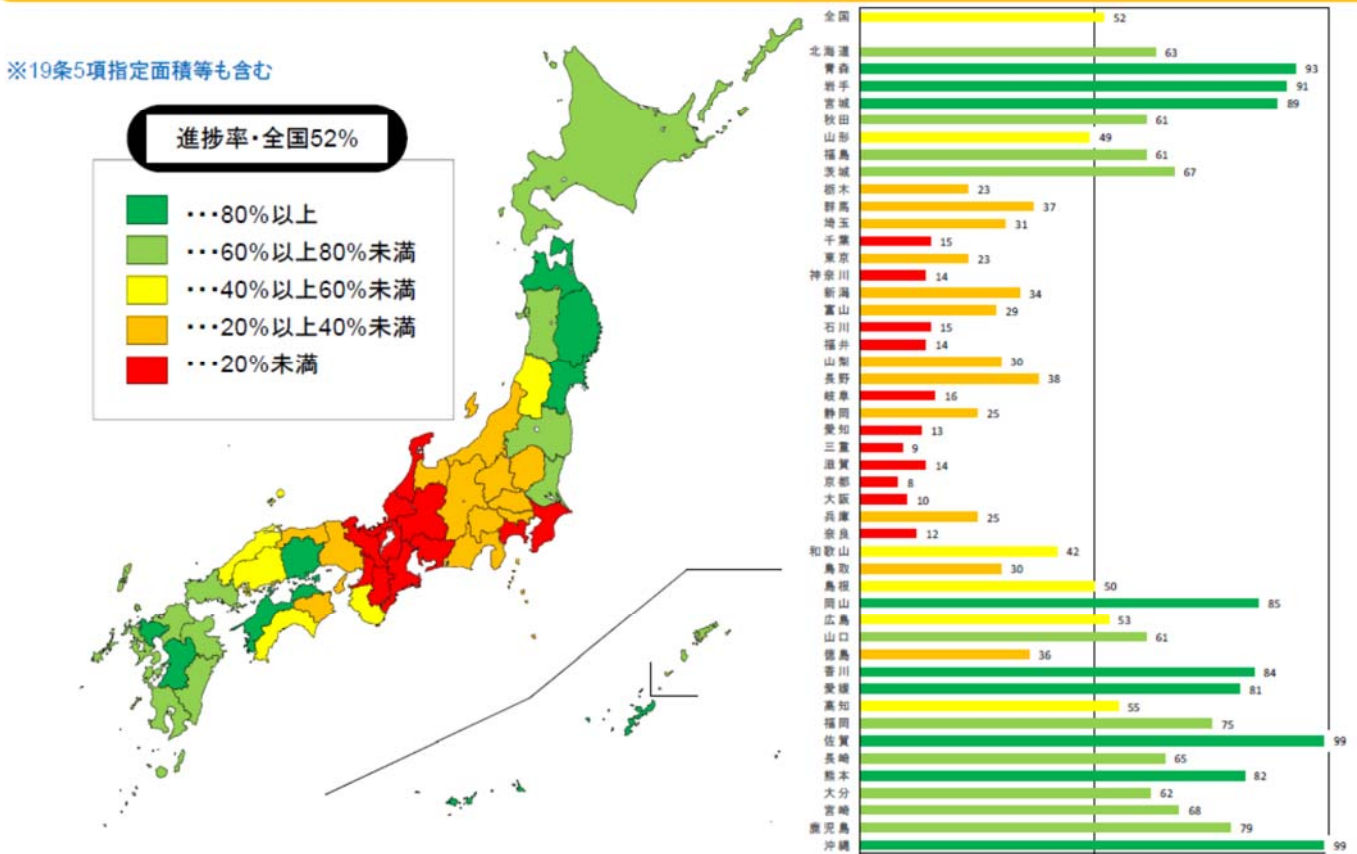 ※19条5項指定面積等も含む
進捗率・全国52%
・・・80%以上
・・・60%以上80%未満
・・・40%以上60%未満
・・・20%以上40%未満
・・・20%未満
全国 52
北海道 63
青森 93
岩手 91
宮城 89
秋田 61
山形 49
福島 61
茨城 67
栃木 23
群馬 37
埼玉 31
千葉 15
東京 23
神奈川 14
新潟 34
富山 29
石川 15
福井 14
山梨 30
長野 38
岐阜 16
静岡 25
愛知 13
三重 9
滋賀 14
京都 8
大阪 10
兵庫 25
奈良 12
和歌山 42
鳥取 30
島根 50
岡山 85
広島 53
山口 61
徳島 36
香川 84
愛媛 81
高知 55
福岡 75
佐賀 99
長崎 65
熊本 82
大分 62
宮崎 68
鹿児島 79
沖縄 99